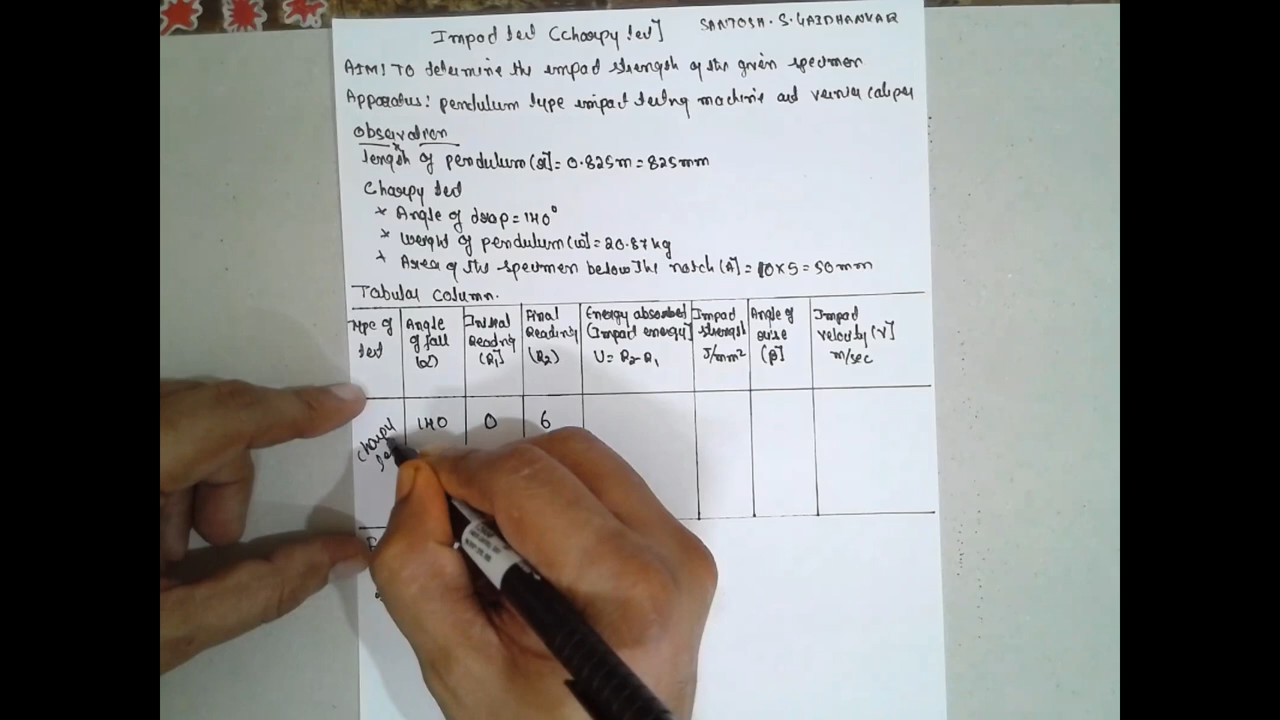 Impact test [Charpy test]
SANTOSH. S. GAIDHANKAR
AIM: To determine the impact strength of the given specimen
Apparatus: pendulum type impact testing machine and vernier caliper
Observation
length of pendulum (R) = 0.825m = 825mm
Charpy test
* Angle of drop = 140°
* Weight of pendulum (w) = 20.87 kg
* Area of the specimen below the notch (A) = 10 x 5 = 50mm
Tabular column.
Type of test
Angle of fall (α)
Initial Reading (R1)
Final Reading (R2)
Energy absorbed (Impact energy) U = R2 - R1
Impact strength J/mm²
Angle of (β)
Impact velocity (V) m/sec
Charpy
140
0
6